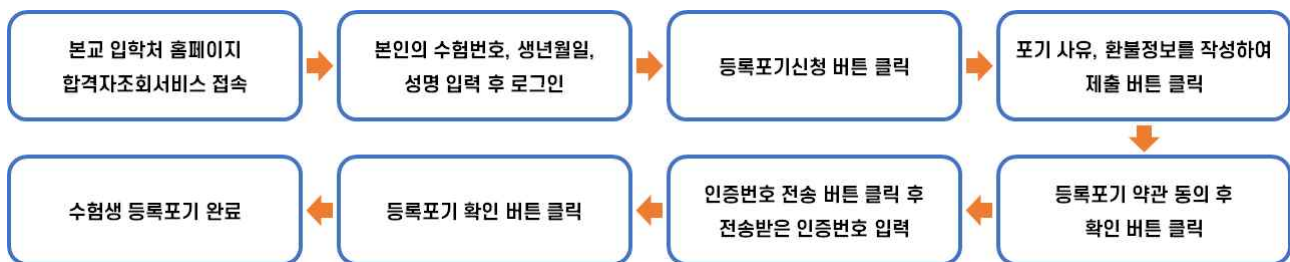 본교 입학처 홈페이지
합격자조회서비스 접속
본인의 수험번호, 생년월일,
성명 입력 후 로그인
등록포기신청 버튼 클릭
포기 사유, 환불정보를 작성하여
제출 버튼 클릭
등록포기 약관 동의 후
확인 버튼 클릭
인증번호 전송 버튼 클릭 후
전송받은 인증번호 입력
등록포기 확인 버튼 클릭
수험생 등록포기 완료